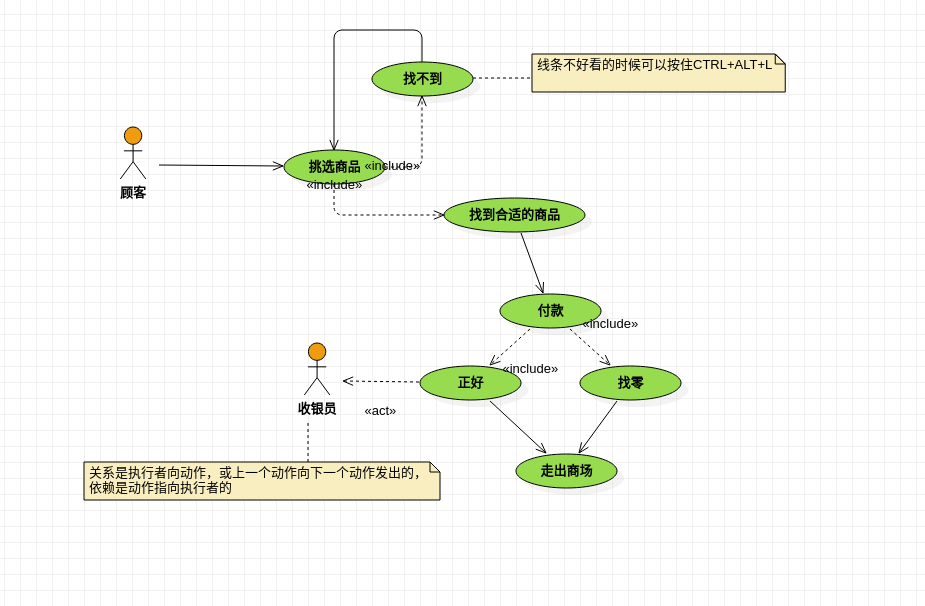 找不到
线条不好看的时候可以按住CTRL+ALT+L
顾客
挑选商品
«include»
«include»
找到合适的商品
付款
«include»
«include»
正好
找零
收银员
«act»
走出商场
关系是执行者向动作，或上一个动作向下一个动作发出的，
依赖是动作指向执行者的